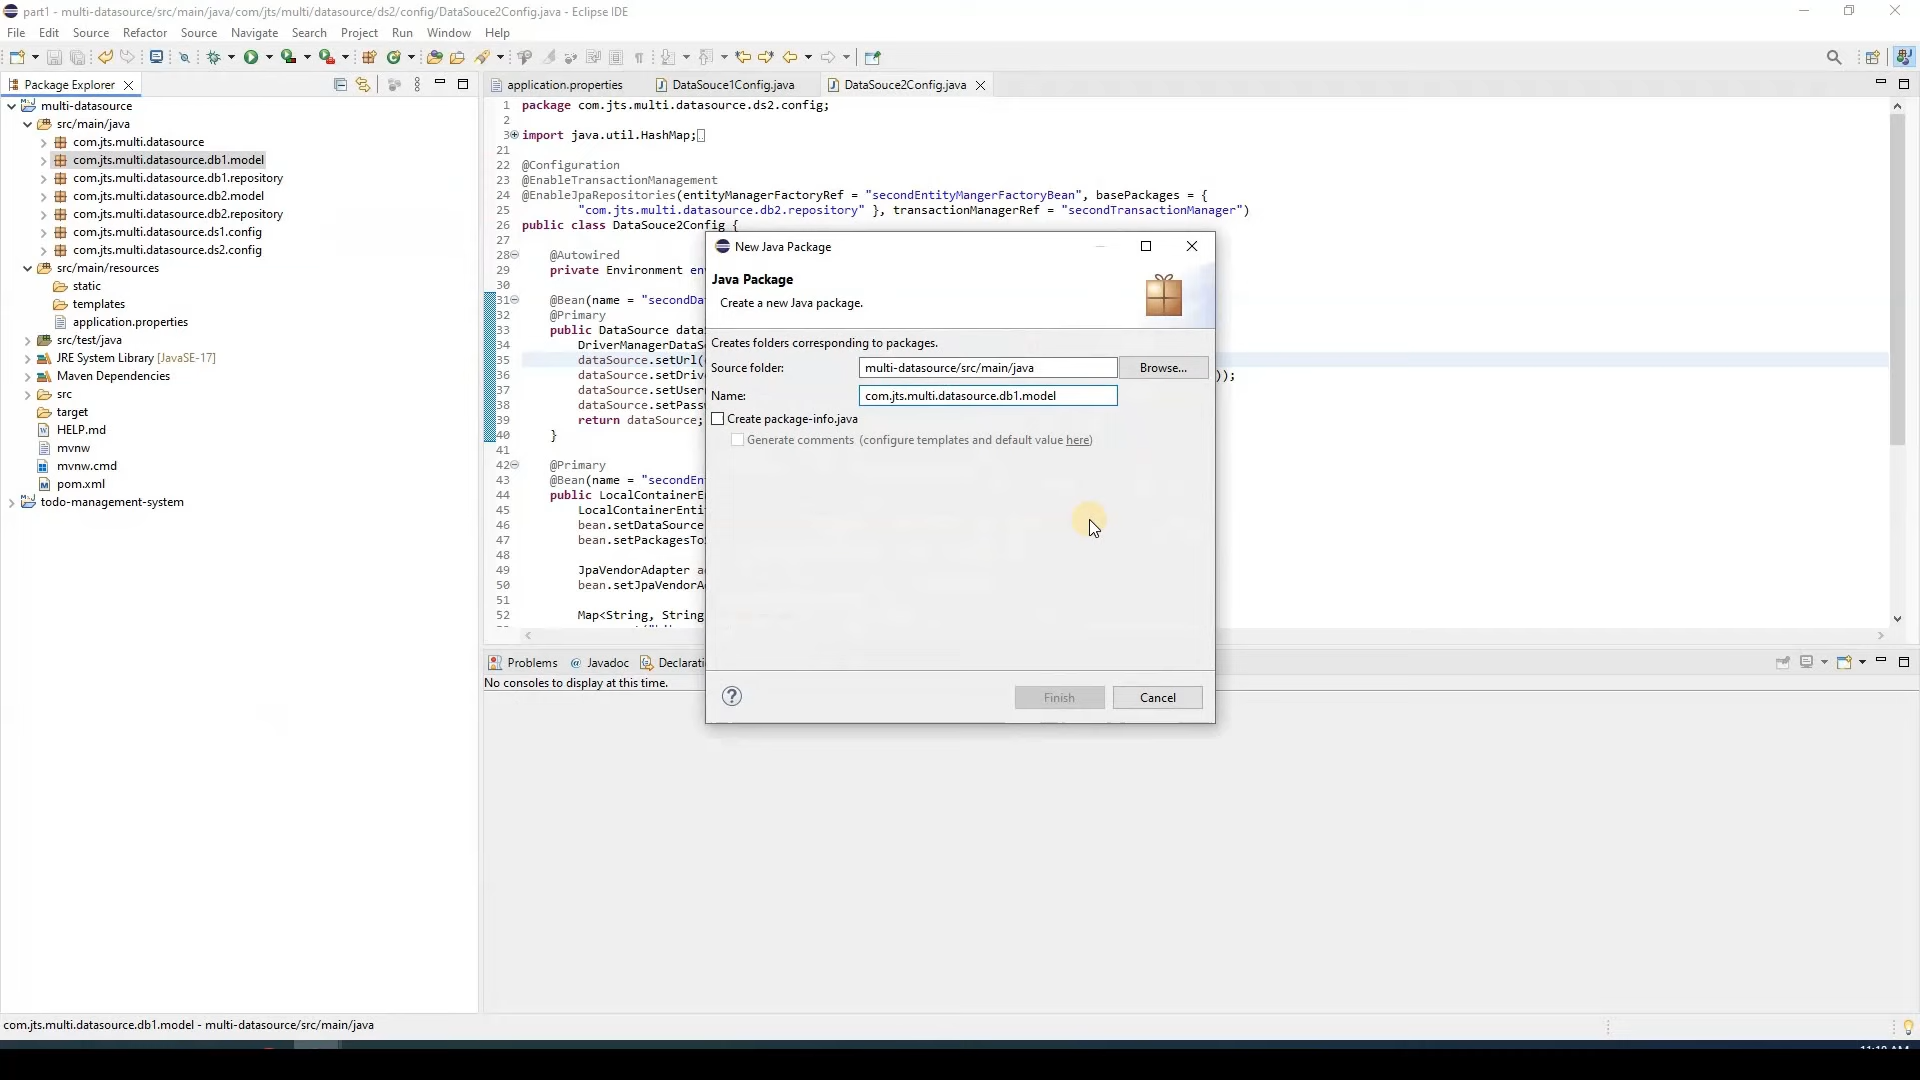 part1 - multi-datasource/src/main/java/com/jts/multi/datasource/ds2/config/DataSouce2Config.java - Eclipse IDE
File Edit Source Refactor Source Navigate Search Project Run Window Help
Package Explorer
application.properties DataSouce1Config.java DataSouce2Config.java
multi-datasource
src/main/java
com.jts.multi.datasource
com.jts.multi.datasource.db1.model
com.jts.multi.datasource.db1.repository
com.jts.multi.datasource.db2.model
com.jts.multi.datasource.db2.repository
com.jts.multi.datasource.ds1.config
com.jts.multi.datasource.ds2.config
src/main/resources
static
templates
application.properties
src/test/java
JRE System Library [JavaSE-17]
Maven Dependencies
src
target
HELP.md
mvnw
mvnw.cmd
pom.xml
todo-management-system
1 package com.jts.multi.datasource.ds2.config;
2
3 import java.util.HashMap;
21
22 @Configuration
23 @EnableTransactionManagement
24 @EnableJpaRepositories(entityManagerFactoryRef = "secondEntityMangerFactoryBean", basePackages = {
25 "com.jts.multi.datasource.db2.repository" }, transactionManagerRef = "secondTransactionManager")
26 public class DataSouce2Config {
27
28 @Autowired
29 private Environment en
30
31 @Bean(name = "secondDa
32 @Primary
33 public DataSource data
34 DriverManagerDataS
35 dataSource.setUrl(
36 dataSource.setDriv ));
37 dataSource.setUser
38 dataSource.setPass
39 return dataSource;
40 }
41
42 @Primary
43 @Bean(name = "secondEn
44 public LocalContainerE
45 LocalContainerEnti
46 bean.setDataSource
47 bean.setPackagesTo
48
49 JpaVendorAdapter a
50 bean.setJpaVendorA
51
52 Map<String, String
New Java Package
Java Package
Create a new Java package.
Creates folders corresponding to packages.
Source folder: multi-datasource/src/main/java Browse...
Name: com.jts.multi.datasource.db1.model
Create package-info.java
Generate comments (configure templates and default value here)
Finish Cancel
Problems Javadoc Declarati
No consoles to display at this time.
com.jts.multi.datasource.db1.model - multi-datasource/src/main/java